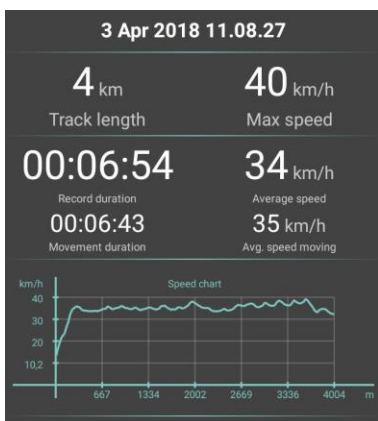 3 Apr 2018 11.08.27
4 km
40 km/h
Track length
Max speed
00:06:54
34 km/h
Record duration
Average speed
00:06:43
35 km/h
Movement duration
Avg. speed moving
km/h
Speed chart
40
30
20
10,2
667 1334 2002 2669 3336 4004 m